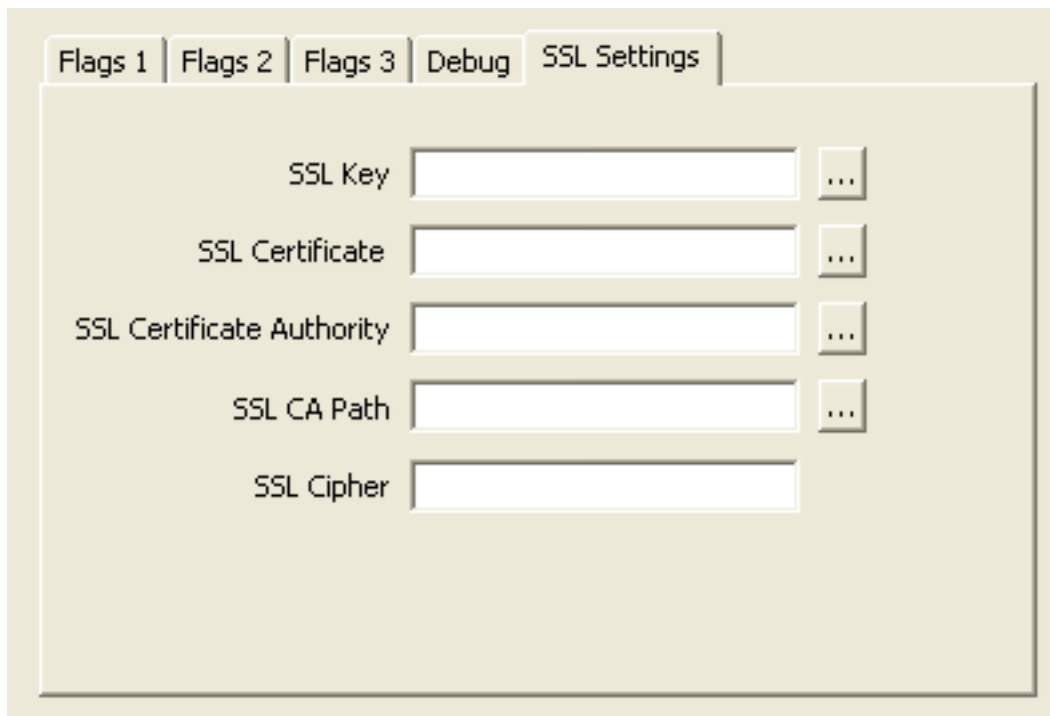 Flags 1 Flags 2 Flags 3 Debug SSL Settings
SSL Key ...
SSL Certificate ...
SSL Certificate Authority ...
SSL CA Path ...
SSL Cipher